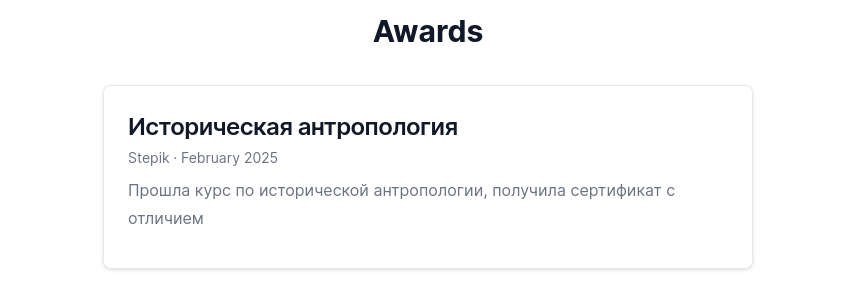 Awards
Историческая антропология
Stepik · February 2025
Прошла курс по исторической антропологии, получила сертификат с
отличием